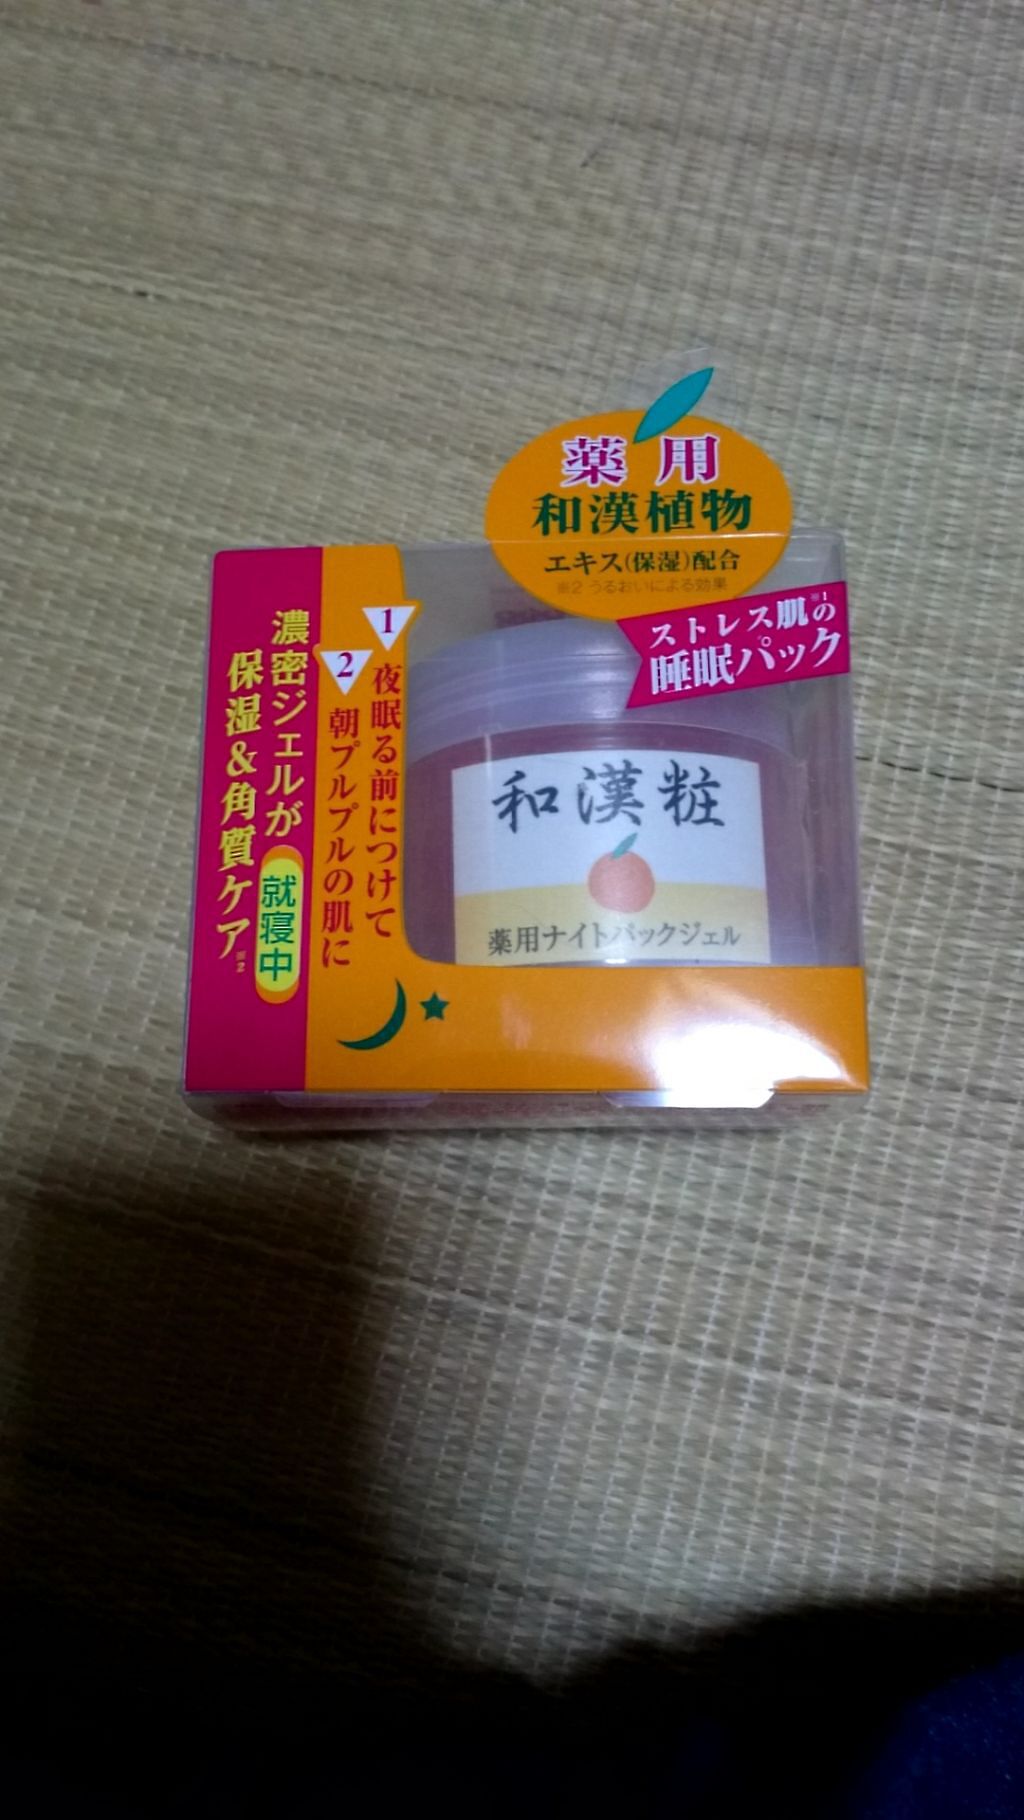 薬用
和漢植物
エキス(保湿)配合
※2 うるおいによる効果
ストレス肌の※1
睡眠パック
1 夜眠る前につけて
2 朝プルプルの肌に
濃密ジェルが就寝中
保湿&角質ケア※2
和漢粧
薬用ナイトパックジェル